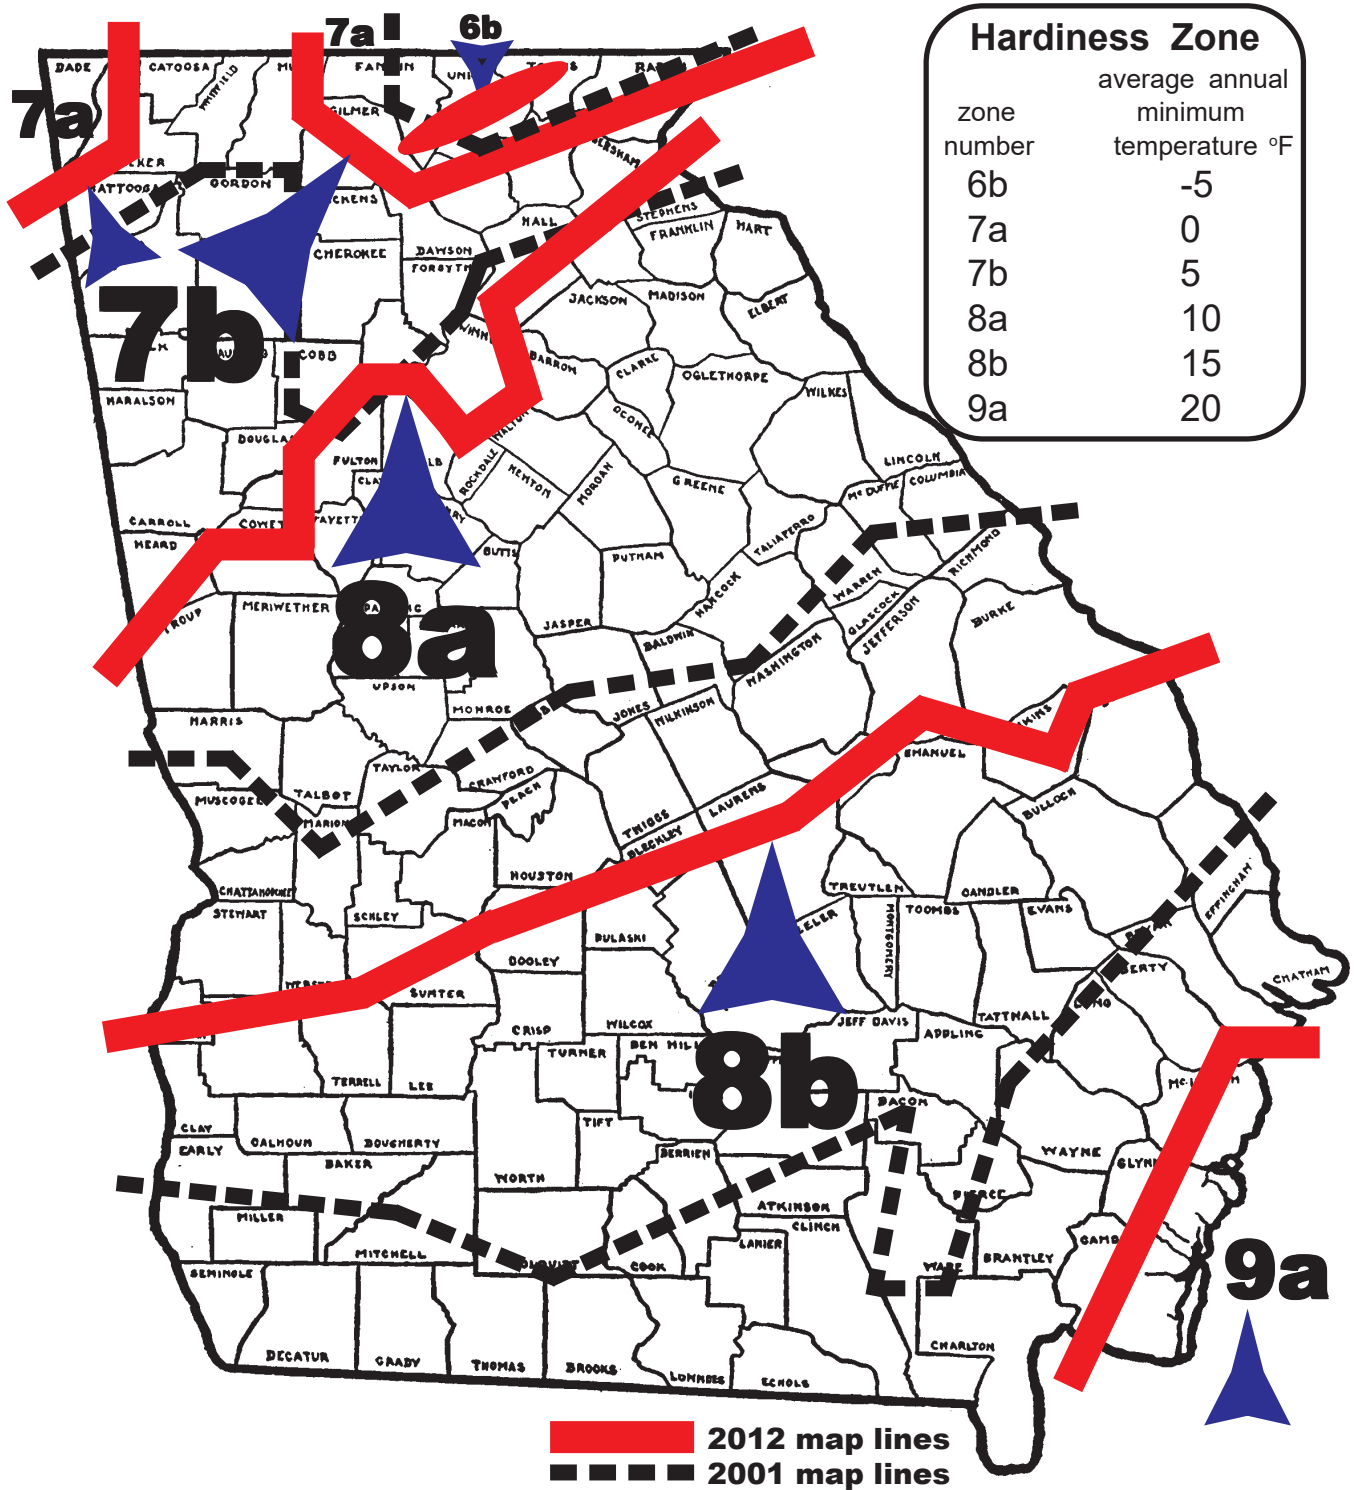 7a
6b
Hardiness Zone
average annual
zone
minimum
number
temperature °F
6b -5
7a 0
7b 5
8a 10
8b 15
9a 20
DADE
CATOOSA
WHITFIELD
GILMER
7a
GORDON
CHEROKEE
DAWSON
FORSYTH
HALL
STEPHENS
FRANKLIN
HART
JACKSON
MADISON
ELBERT
7b
COBB
BARROW
CLARKE
OGLETHORPE
WILKES
HARALSON
OCONEE
FULTON
ROCKDALE
NEWTON
MORGAN
GREENE
LINCOLN
McDUFFIE
COLUMBIA
CARROLL
HEARD
BUTTS
PUTNAM
TALIAFERRO
HANCOCK
WARREN
RICHMOND
8a
MERIWETHER
JASPER
BALDWIN
WASHINGTON
GLASCOCK
JEFFERSON
BURKE
UPSON
MONROE
JONES
WILKINSON
HARRIS
TAYLOR
CRAWFORD
PEACH
EMANUEL
MUSCOGEE
TALBOT
MARION
MACON
TWIGGS
BLECKLEY
LAURENS
BULLOCH
HOUSTON
CHATTAHOOCHEE
STEWART
SCHLEY
PULASKI
DOOLEY
TREUTLEN
CANDLER
MONTGOMERY
TOOMBS
EVANS
EFFINGHAM
CHATHAM
SUMTER
CRISP
WILCOX
JEFF DAVIS
APPLING
TATTNALL
LONG
TERRELL
LEE
TURNER
BEN HILL
8b
BACON
CLAY
EARLY
CALHOUN
DOUGHERTY
BAKER
WORTH
TIFT
BERRIEN
WAYNE
GLYNN
PIERCE
MILLER
MITCHELL
ATKINSON
CLINCH
LANIER
COOK
WARE
BRANTLEY
9a
SEMINOLE
DECATUR
GRADY
THOMAS
BROOKS
LOWNDES
ECHOLS
CHARLTON
2012 map lines
2001 map lines